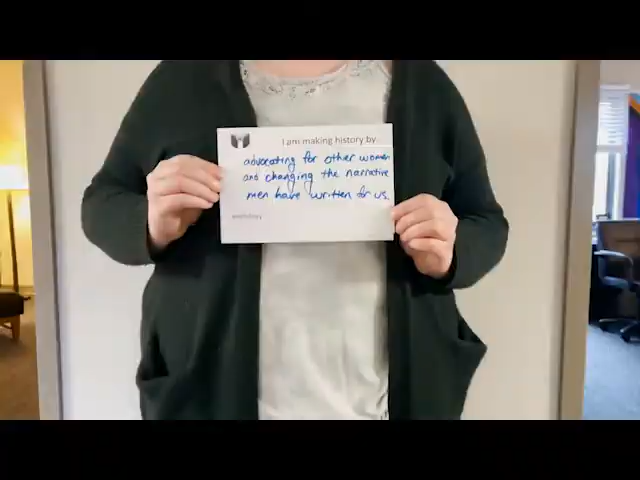 I am making history by...
advocating for other women
and changing the narrative
men have written for us.